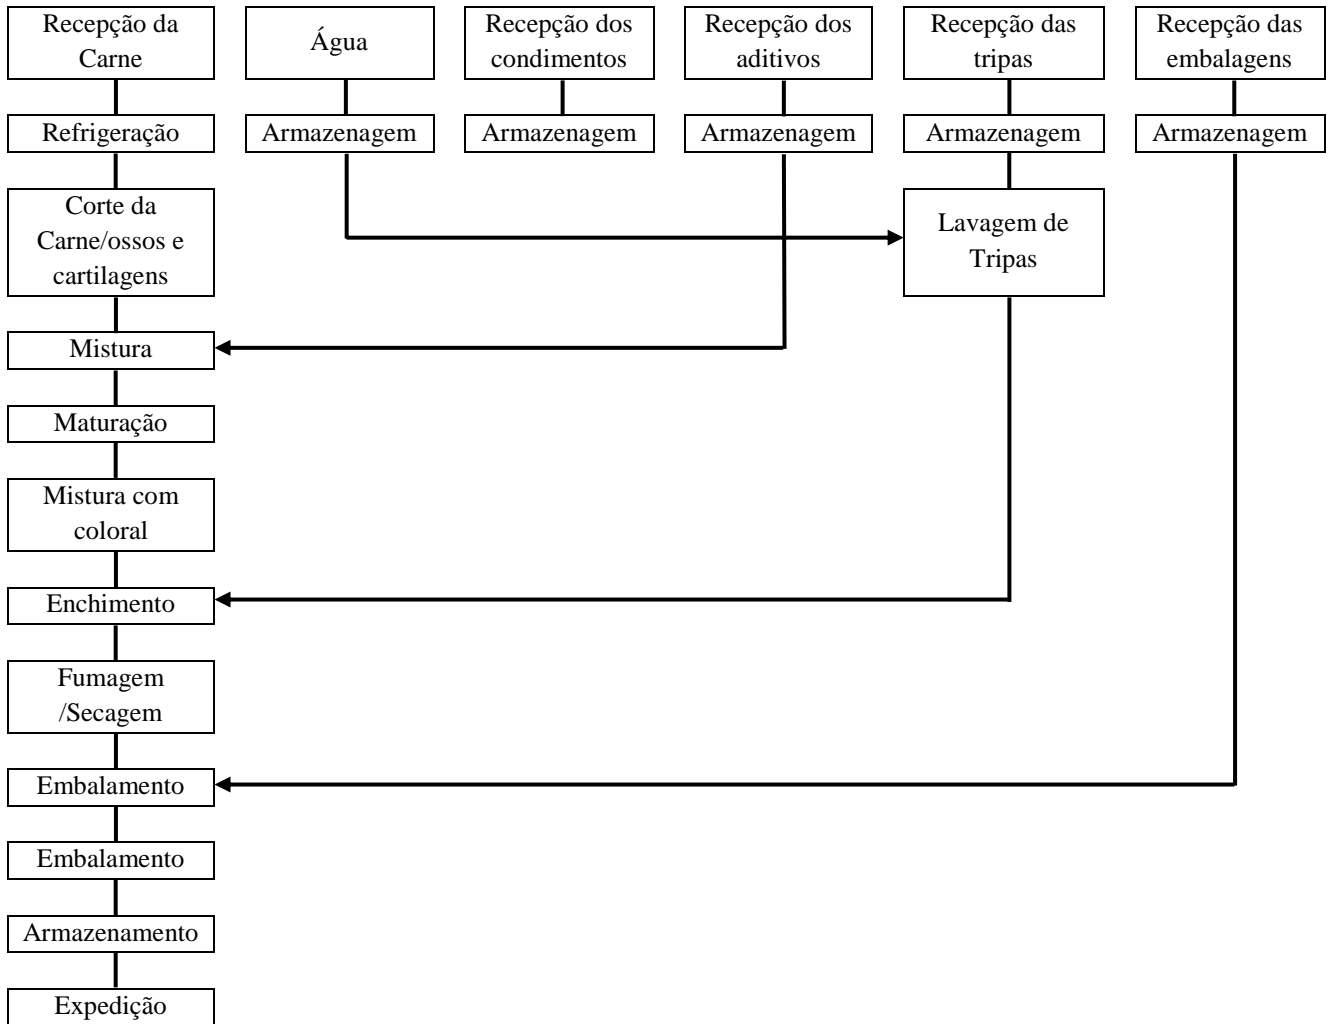 Recepção da
Carne
Água
Recepção dos
condimentos
Recepção dos
aditivos
Recepção das
tripas
Recepção das
embalagens
Refrigeração
Armazenagem
Armazenagem
Armazenagem
Armazenagem
Armazenagem
Corte da
Carne/ossos e
cartilagens
Lavagem de
Tripas
Mistura
Maturação
Mistura com
coloral
Enchimento
Fumagem
/Secagem
Embalamento
Embalamento
Armazenamento
Expedição